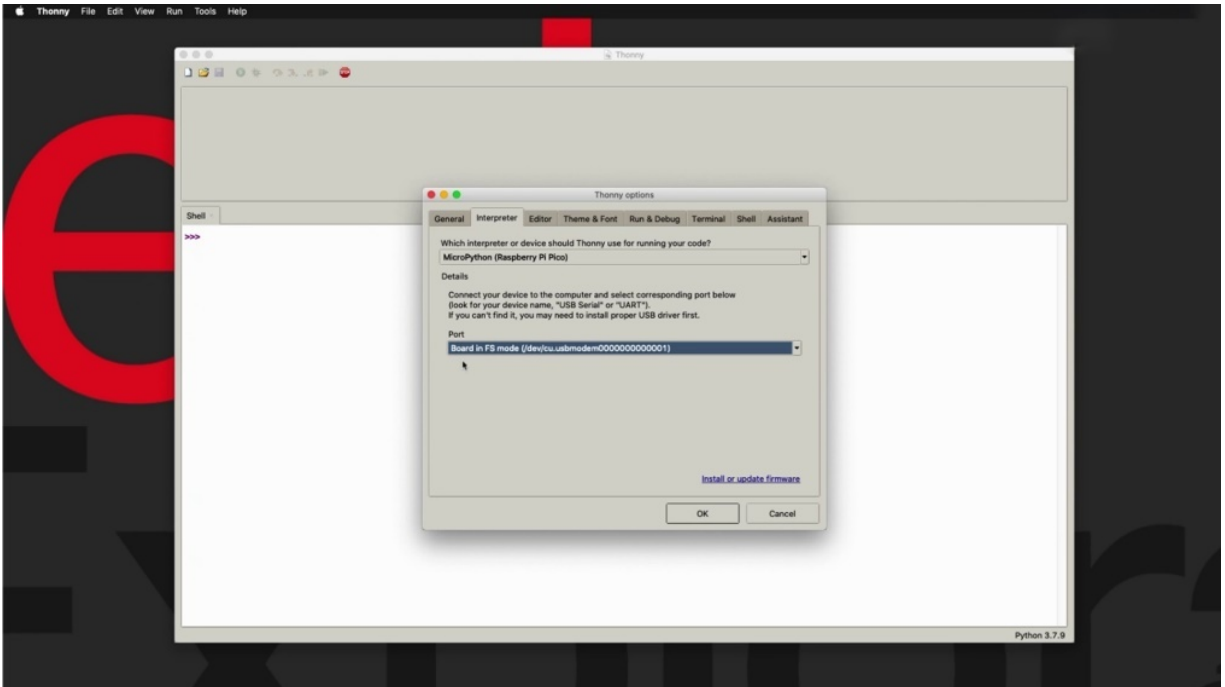 Thonny File Edit View Run Tools Help
Thonny
Thonny options
General Interpreter Editor Theme & Font Run & Debug Terminal Shell Assistant
Shell
>>>
Which interpreter or device should Thonny use for running your code?
MicroPython (Raspberry Pi Pico)
Details
Connect your device to the computer and select corresponding port below
(look for your device name, "USB Serial" or "UART").
If you can't find it, you may need to install proper USB driver first.
Port
Board in FS mode (/dev/cu.usbmodem0000000000001)
Install or update firmware
OK Cancel
Python 3.7.9